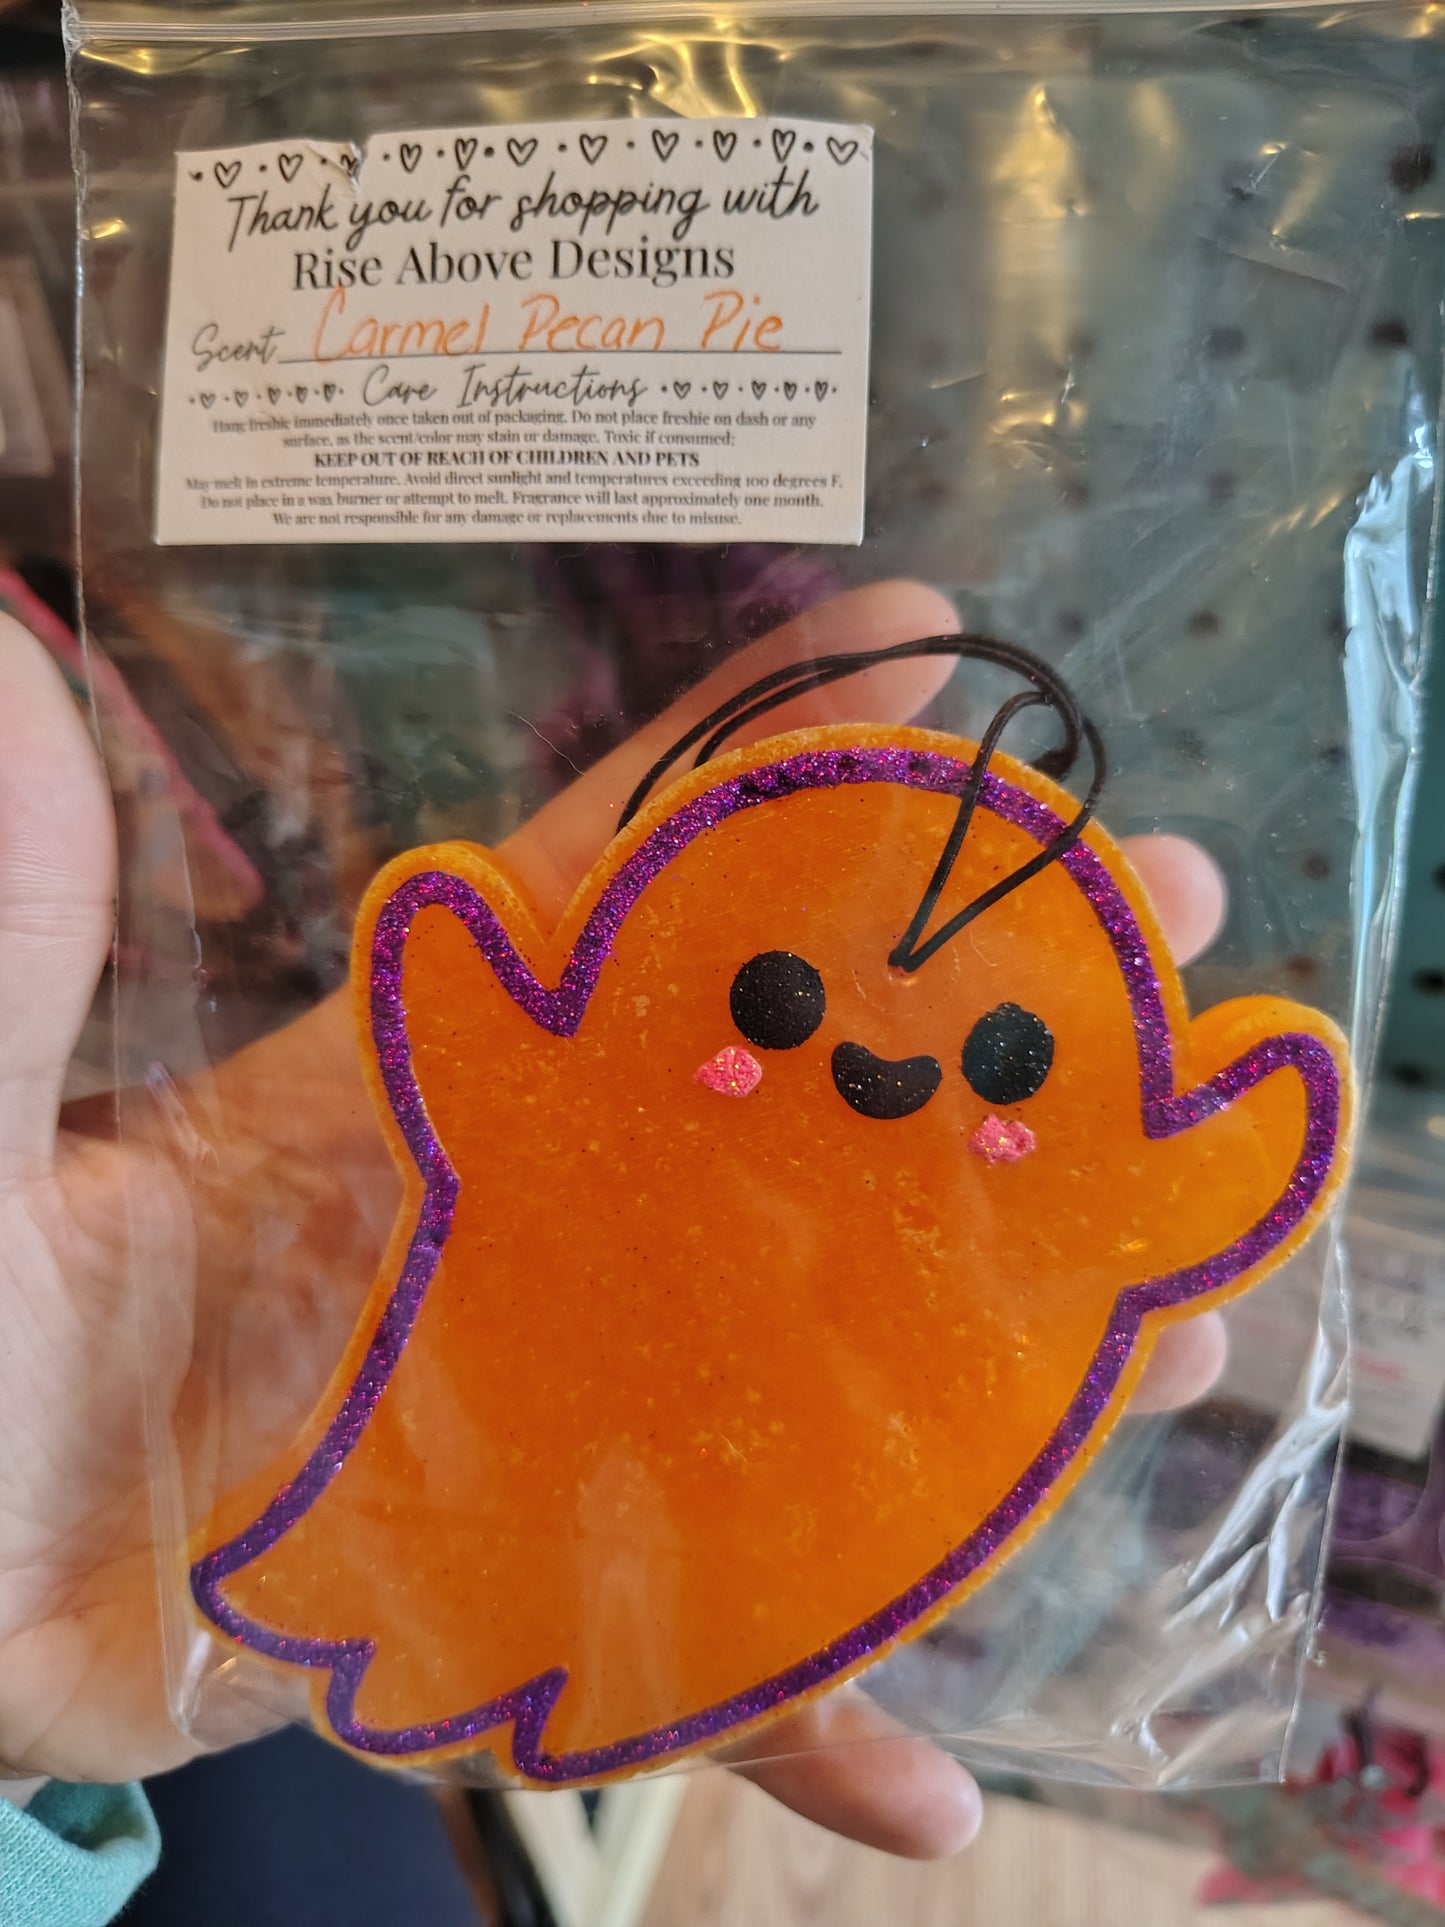 Thank you for shopping with
Rise Above Designs
Scent Carmel Pecan Pie
Care Instructions
Hang freshie immediately once taken out of packaging. Do not place freshie on dash or any
surface, as the scent/color may stain or damage. Toxic if consumed;
KEEP OUT OF REACH OF CHILDREN AND PETS
May melt in extreme temperature. Avoid direct sunlight and temperatures exceeding 100 degrees F.
Do not place in a wax burner or attempt to melt. Fragrance will last approximately one month.
We are not responsible for any damage or replacements due to misuse.